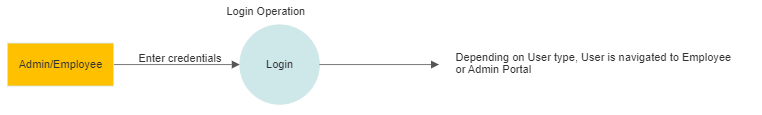 Login Operation
Admin/Employee
Enter credentials
Login
Depending on User type, User is navigated to Employee
or Admin Portal